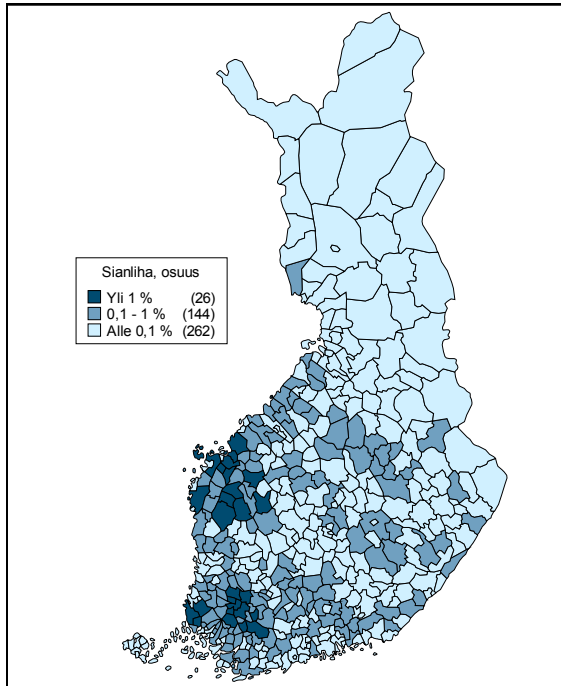 Sianliha, osuus
Yli 1 % (26)
0,1 - 1 % (144)
Alle 0,1 % (262)